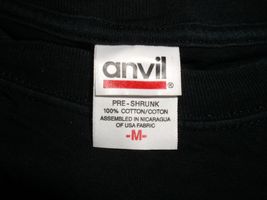 anvil®
PRE-SHRUNK
100% COTTON/COTON
ASSEMBLED IN NICARAGUA
OF USA FABRIC
-M-